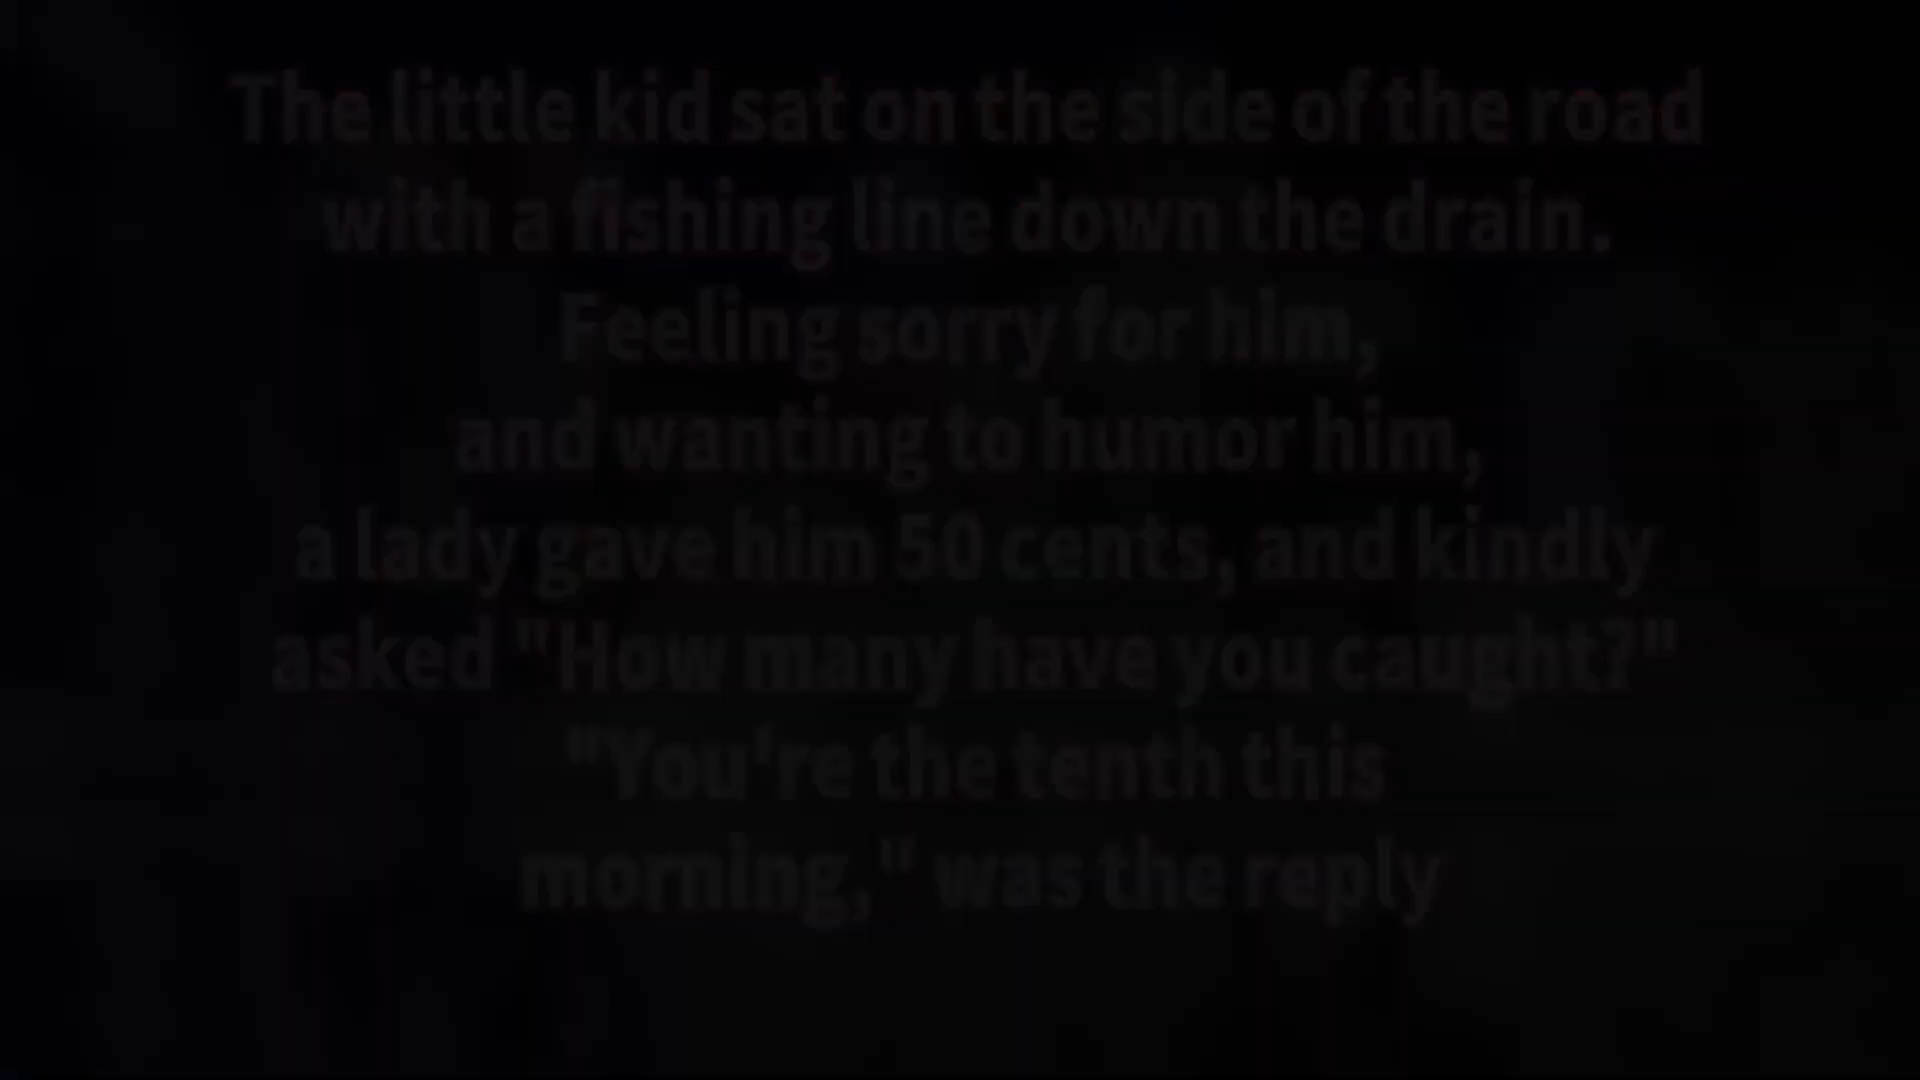 The little kid sat on the side of the road
with a fishing line down the drain.
Feeling sorry for him,
and wanting to humor him,
a lady gave him 50 cents, and kindly
asked "How many have you caught?"
"You're the tenth this
morning," was the reply